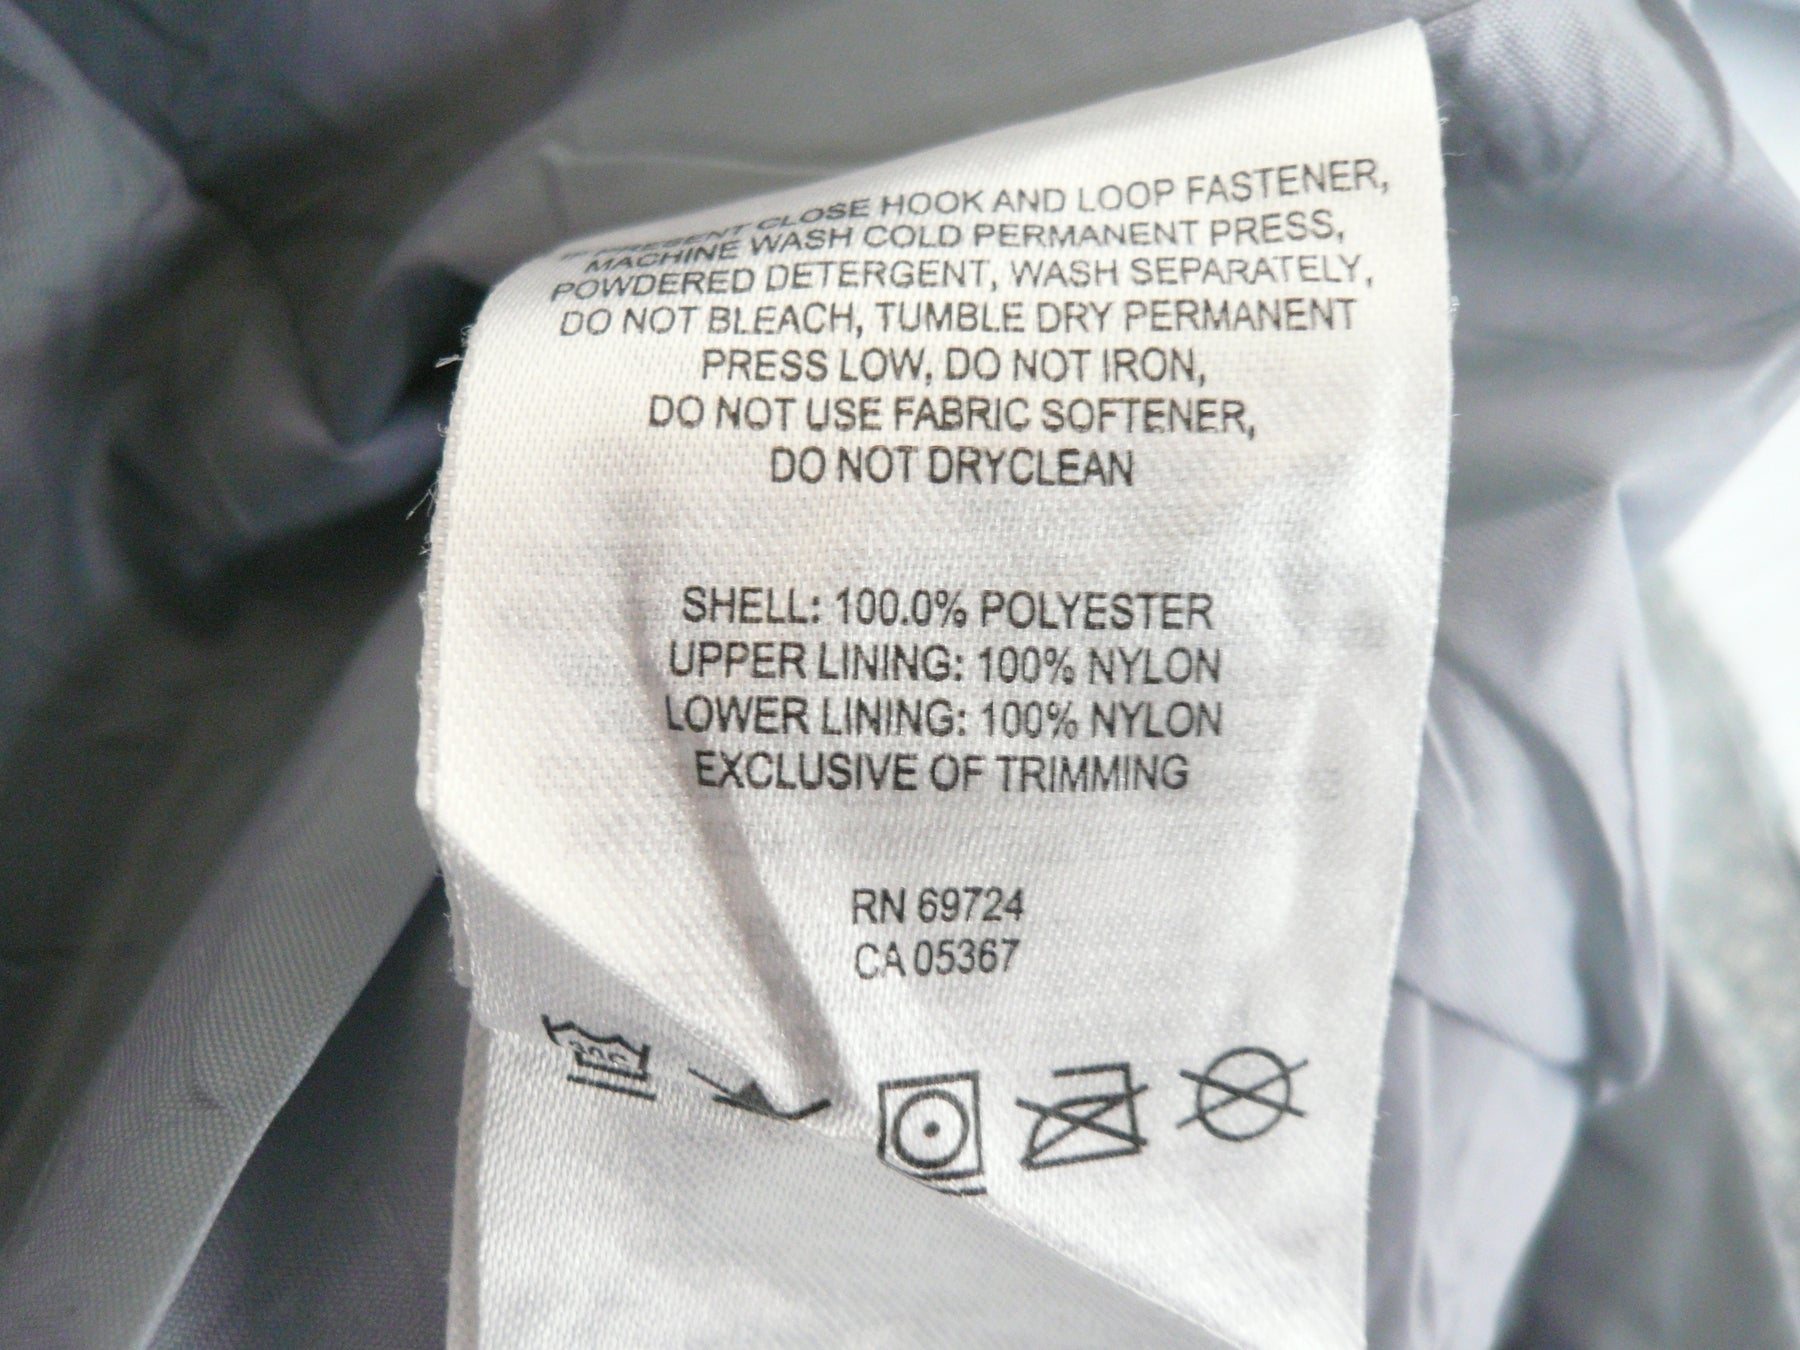 IF PRESENT CLOSE HOOK AND LOOP FASTENER,
MACHINE WASH COLD PERMANENT PRESS,
POWDERED DETERGENT, WASH SEPARATELY,
DO NOT BLEACH, TUMBLE DRY PERMANENT
PRESS LOW, DO NOT IRON,
DO NOT USE FABRIC SOFTENER,
DO NOT DRYCLEAN
SHELL: 100.0% POLYESTER
UPPER LINING: 100% NYLON
LOWER LINING: 100% NYLON
EXCLUSIVE OF TRIMMING
RN 69724
CA 05367